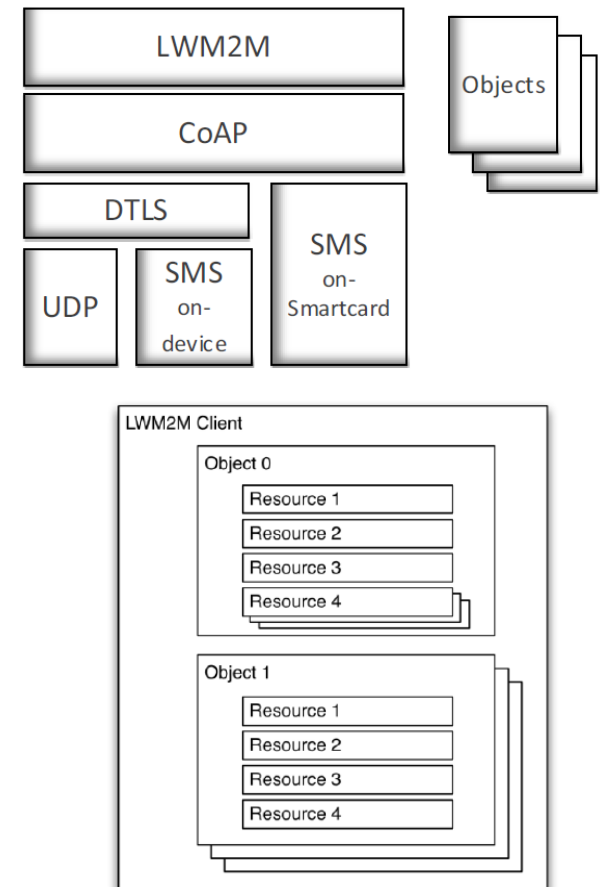 LWM2M
Objects
CoAP
DTLS
SMS
on-
Smartcard
UDP
SMS
on-
device
LWM2M Client
Object 0
Resource 1
Resource 2
Resource 3
Resource 4
Object 1
Resource 1
Resource 2
Resource 3
Resource 4